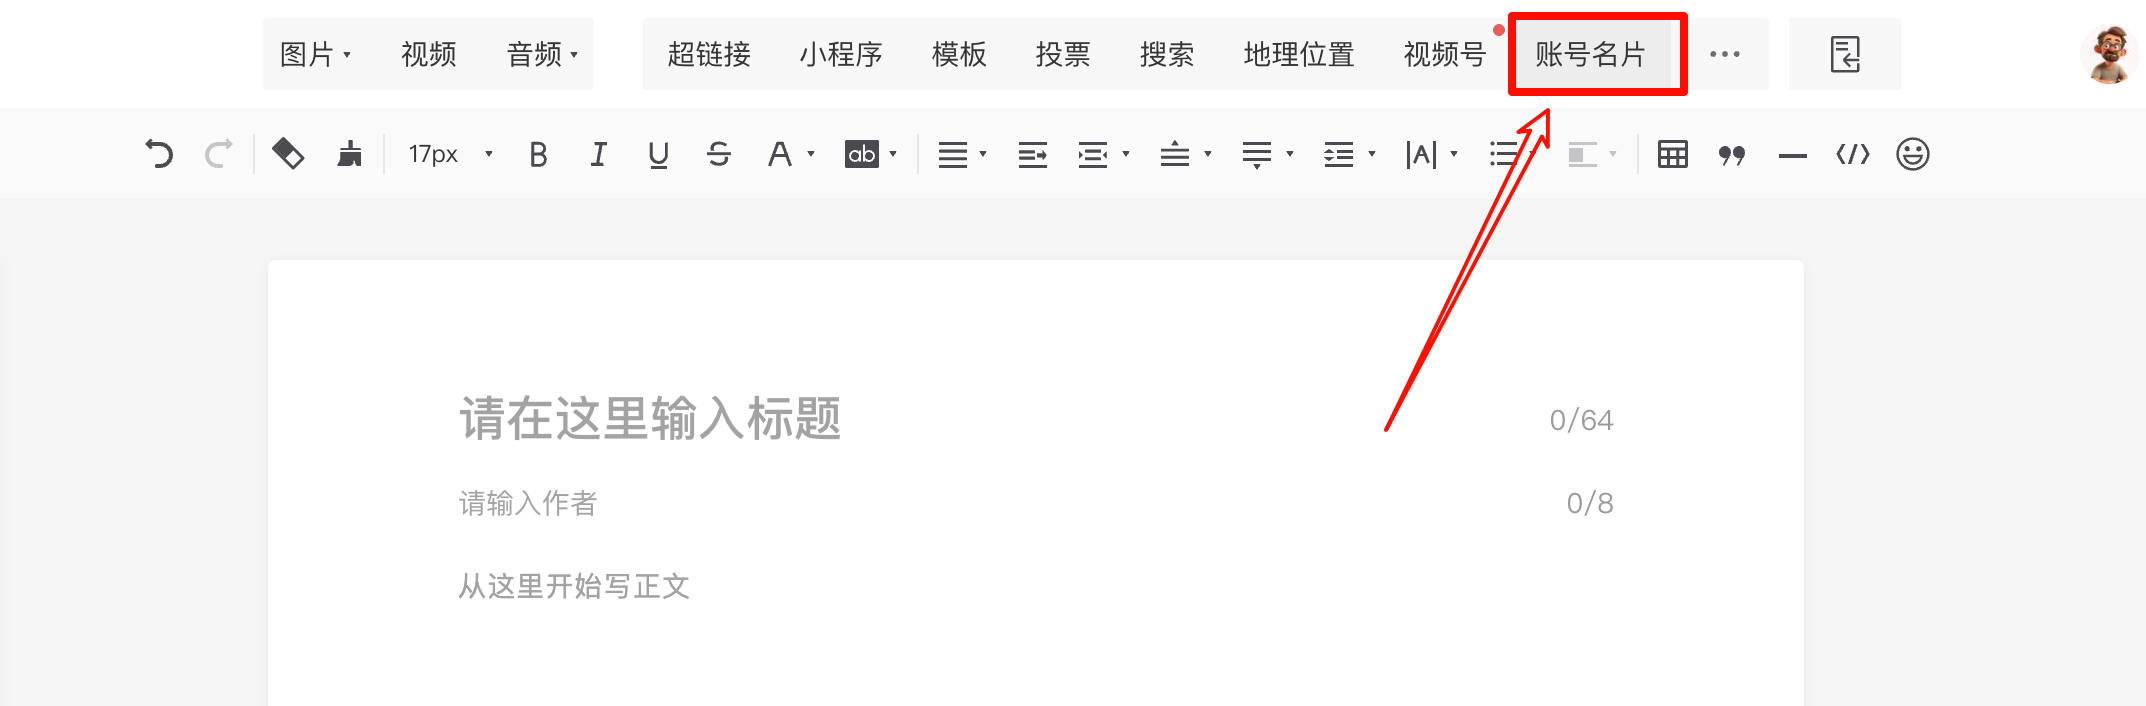 图片 视频 音频 超链接 小程序 模板 投票 搜索 地理位置 视频号 账号名片 ···
17px B I U S A ab |A|
请在这里输入标题 0/64
请输入作者 0/8
从这里开始写正文